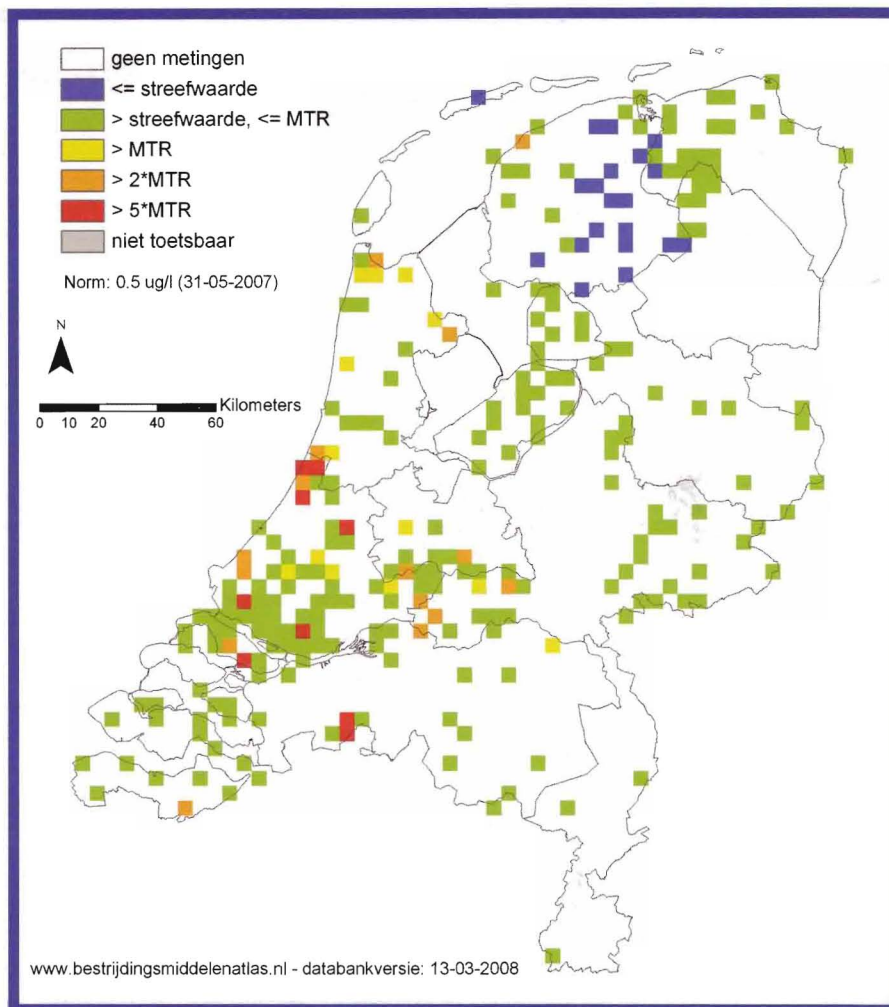 geen metingen
<= streefwaarde
> streefwaarde, <= MTR
> MTR
> 2*MTR
> 5*MTR
niet toetsbaar
Norm: 0.5 ug/l (31-05-2007)
N
Kilometers
0 10 20 40 60
www.bestrijdingsmiddelenatlas.nl - databankversie: 13-03-2008